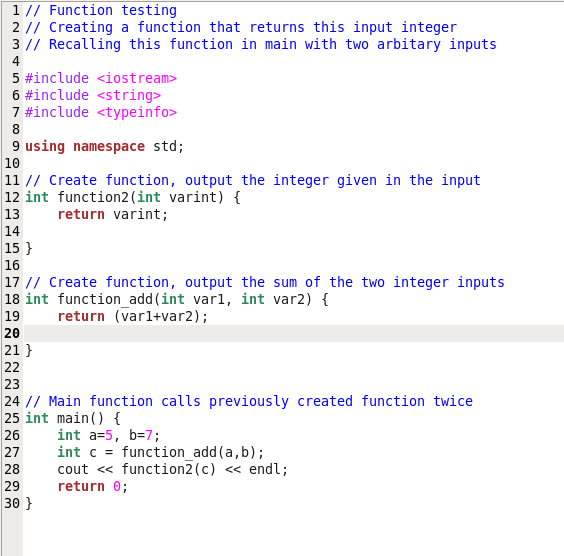 1 // Function testing
2 // Creating a function that returns this input integer
3 // Recalling this function in main with two arbitary inputs
4
5 #include <iostream>
6 #include <string>
7 #include <typeinfo>
8
9 using namespace std;
10
11 // Create function, output the integer given in the input
12 int function2(int varint) {
13     return varint;
14
15 }
16
17 // Create function, output the sum of the two integer inputs
18 int function_add(int var1, int var2) {
19     return (var1+var2);
20
21 }
22
23
24 // Main function calls previously created function twice
25 int main() {
26     int a=5, b=7;
27     int c = function_add(a,b);
28     cout << function2(c) << endl;
29     return 0;
30 }